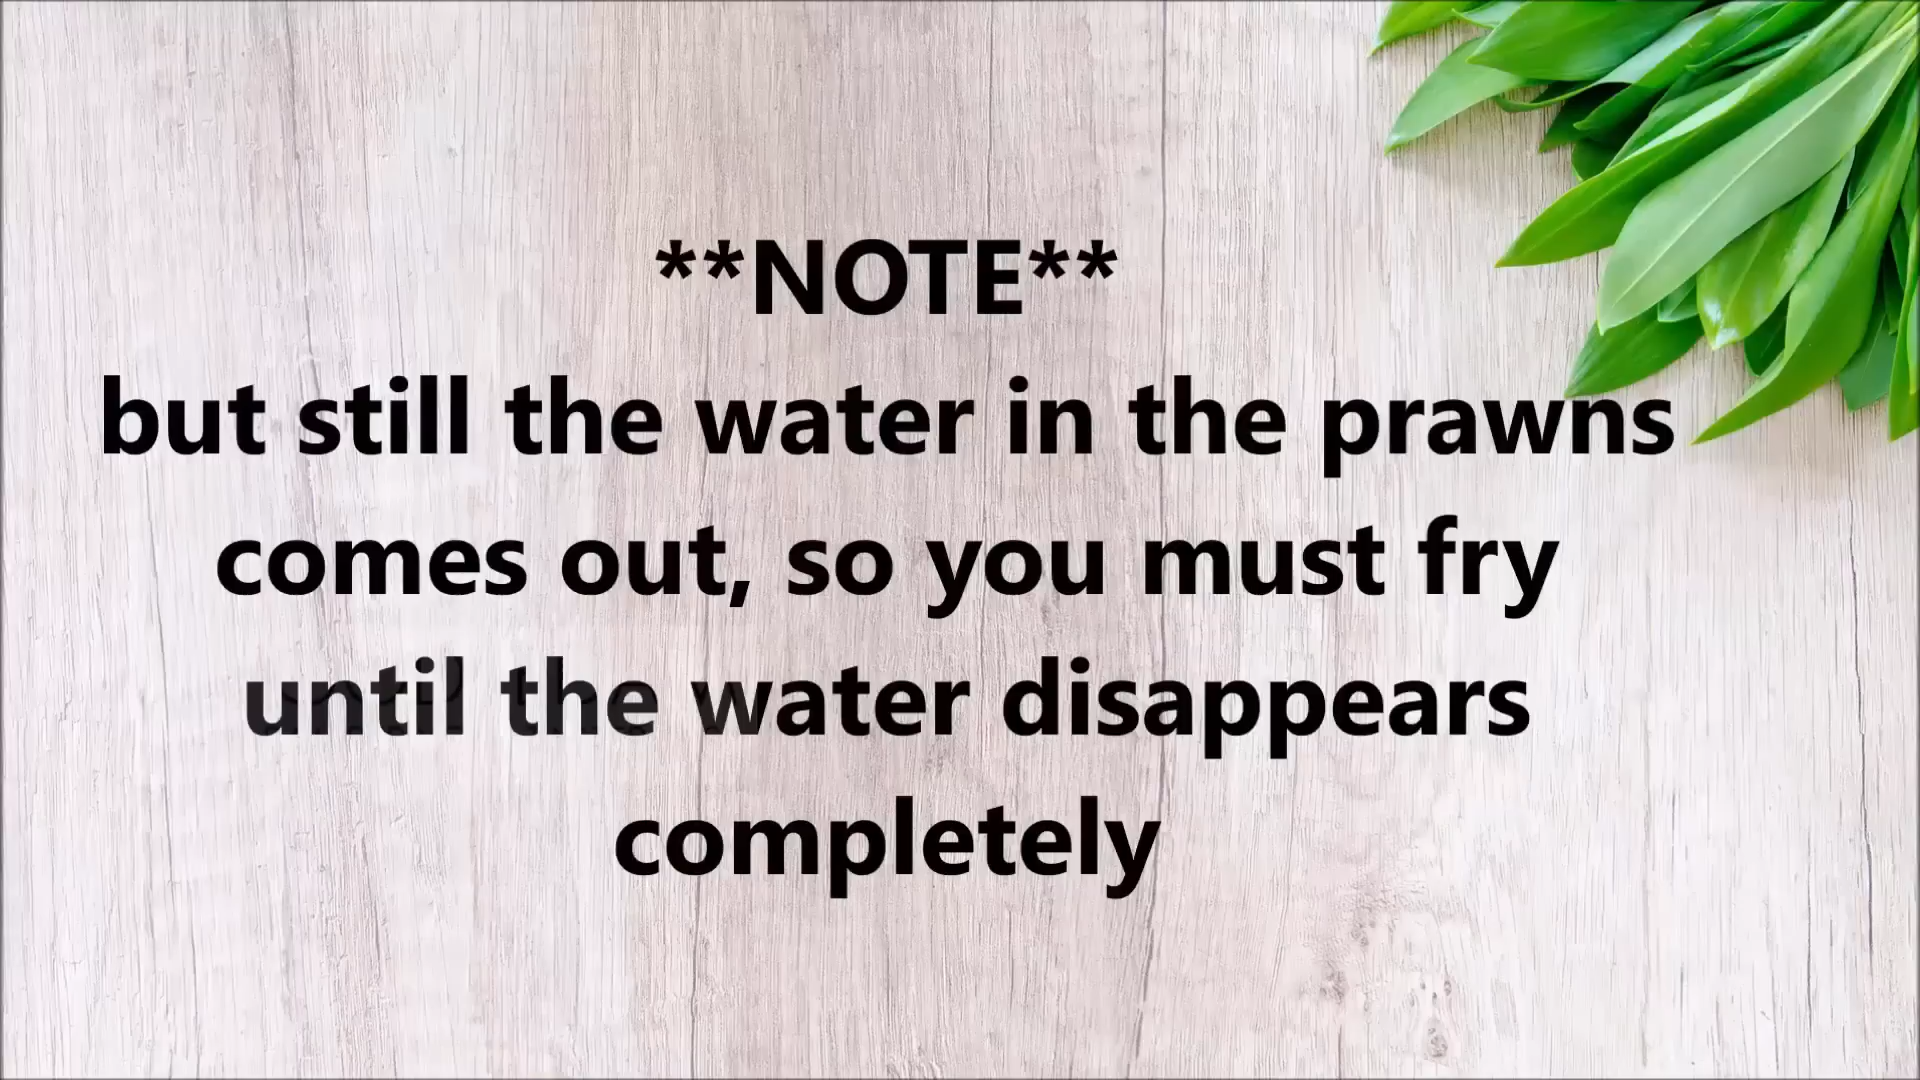 **NOTE**
but still the water in the prawns
comes out, so you must fry
until the water disappears
completely